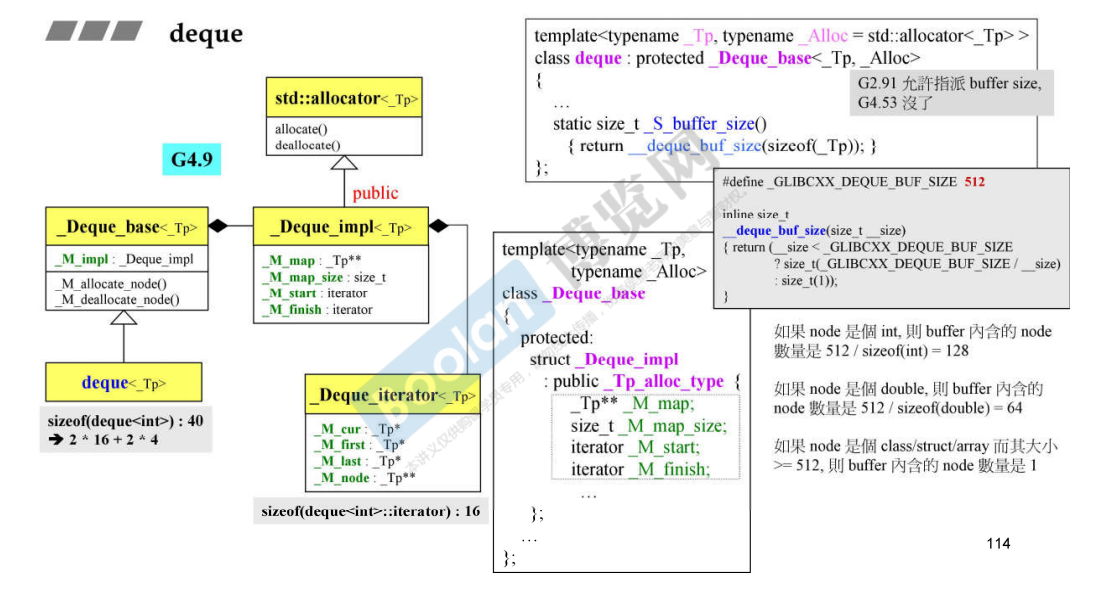 deque
template<typename _Tp, typename _Alloc = std::allocator<_Tp> >
class deque : protected _Deque_base<_Tp, _Alloc>
{
...
static size_t _S_buffer_size()
{ return __deque_buf_size(sizeof(_Tp)); }
};
G2.91 允許指派 buffer size,
G4.53 沒了
#define _GLIBCXX_DEQUE_BUF_SIZE 512
inline size_t
__deque_buf_size(size_t __size)
{ return (__size < _GLIBCXX_DEQUE_BUF_SIZE
? size_t(_GLIBCXX_DEQUE_BUF_SIZE / __size)
: size_t(1));
}
std::allocator<_Tp>
allocate()
deallocate()
G4.9
public
_Deque_base<_Tp>
_M_impl : _Deque_impl
_M_allocate_node()
_M_deallocate_node()
_Deque_impl<_Tp>
_M_map : _Tp**
_M_map_size : size_t
_M_start : iterator
_M_finish : iterator
deque<_Tp>
sizeof(deque<int>) : 40
➔ 2 * 16 + 2 * 4
_Deque_iterator<_Tp>
_M_cur : _Tp*
_M_first : _Tp*
_M_last : _Tp*
_M_node : _Tp**
sizeof(deque<int>::iterator) : 16
template<typename _Tp,
typename _Alloc>
class _Deque_base
{
protected:
struct _Deque_impl
: public _Tp_alloc_type {
_Tp** _M_map;
size_t _M_map_size;
iterator _M_start;
iterator _M_finish;
...
};
...
};
如果 node 是個 int, 則 buffer 內含的 node
數量是 512 / sizeof(int) = 128
如果 node 是個 double, 則 buffer 內含的
node 數量是 512 / sizeof(double) = 64
如果 node 是個 class/struct/array 而其大小
>= 512, 則 buffer 內含的 node 數量是 1
boolan
博览网
114